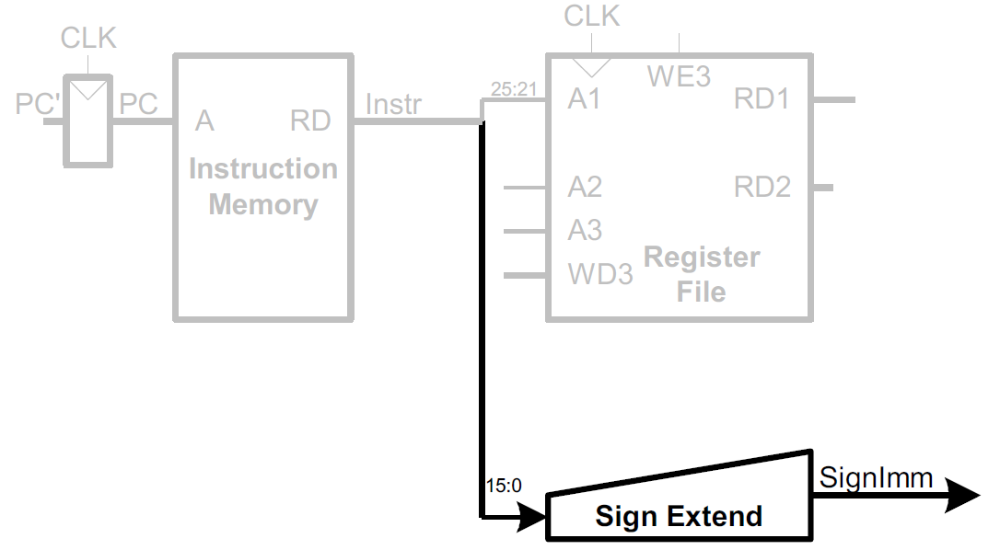 CLK
CLK
PC'
PC
A
RD
Instr
Instruction
Memory
25:21
A1
WE3
RD1
A2
RD2
A3
WD3
Register
File
15:0
Sign Extend
SignImm